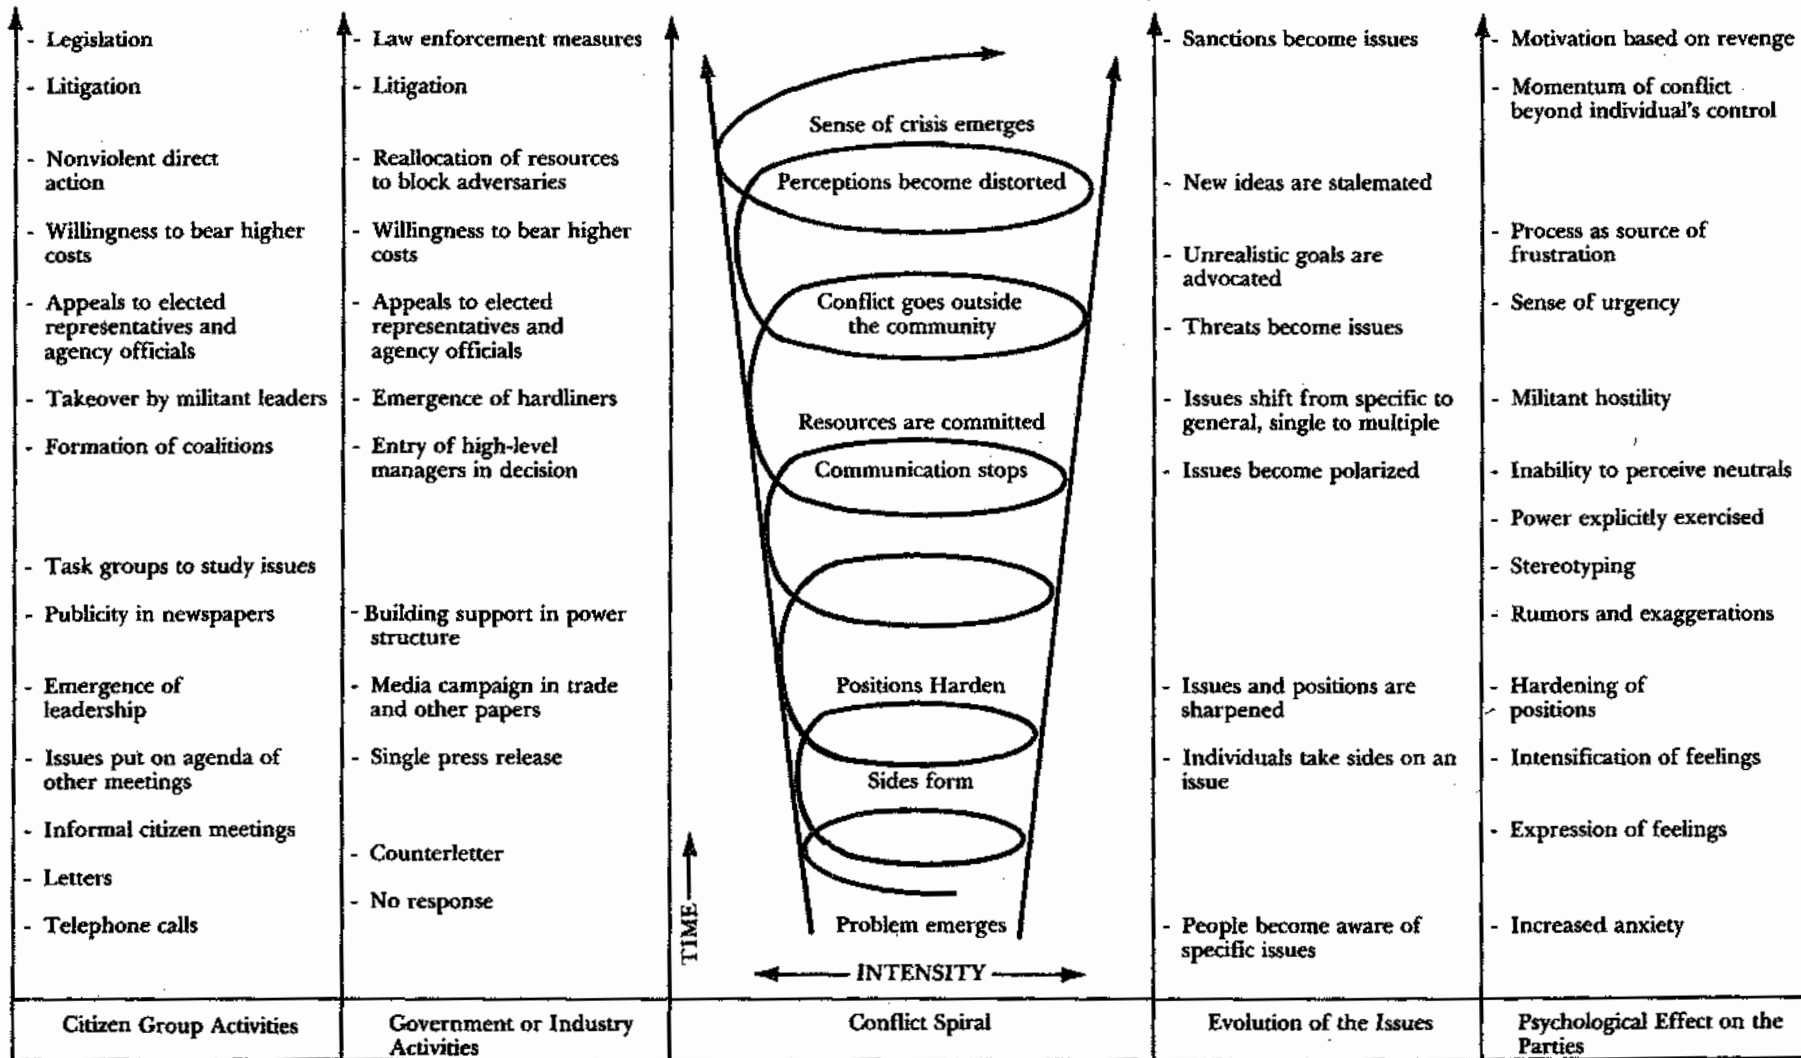 - Legislation
- Litigation
- Nonviolent direct
action
- Willingness to bear higher
costs
- Appeals to elected
representatives and
agency officials
- Takeover by militant leaders
- Formation of coalitions
- Task groups to study issues
- Publicity in newspapers
- Emergence of
leadership
- Issues put on agenda of
other meetings
- Informal citizen meetings
- Letters
- Telephone calls
Citizen Group Activities
- Law enforcement measures
- Litigation
- Reallocation of resources
to block adversaries
- Willingness to bear higher
costs
- Appeals to elected
representatives and
agency officials
- Emergence of hardliners
- Entry of high-level
managers in decision
- Building support in power
structure
- Media campaign in trade
and other papers
- Single press release
- Counterletter
- No response
Government or Industry
Activities
Sense of crisis emerges
Perceptions become distorted
Conflict goes outside
the community
Resources are committed
Communication stops
Positions Harden
Sides form
Problem emerges
TIME
INTENSITY
Conflict Spiral
- Sanctions become issues
- New ideas are stalemated
- Unrealistic goals are
advocated
- Threats become issues
- Issues shift from specific to
general, single to multiple
- Issues become polarized
- Issues and positions are
sharpened
- Individuals take sides on an
issue
- People become aware of
specific issues
Evolution of the Issues
- Motivation based on revenge
- Momentum of conflict
beyond individual's control
- Process as source of
frustration
- Sense of urgency
- Militant hostility
- Inability to perceive neutrals
- Power explicitly exercised
- Stereotyping
- Rumors and exaggerations
- Hardening of
positions
- Intensification of feelings
- Expression of feelings
- Increased anxiety
Psychological Effect on the
Parties